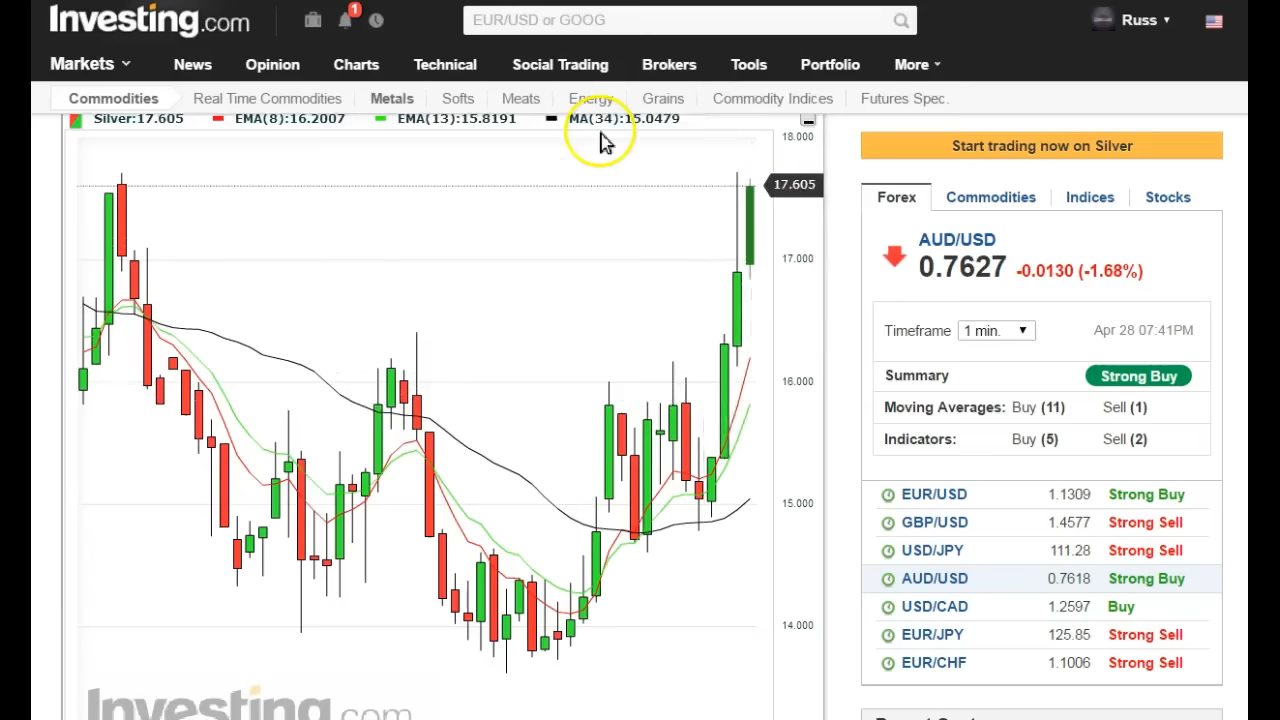 Investing.com 1 EUR/USD or GOOG Russ
Markets News Opinion Charts Technical Social Trading Brokers Tools Portfolio More
Commodities Real Time Commodities Metals Softs Meats Energy Grains Commodity Indices Futures Spec.
Silver:17.605 EMA(8):16.2007 EMA(13):15.8191 MA(34):15.0479
18.000
17.605
17.000
16.000
15.000
14.000
Investing.com
Start trading now on Silver
Forex Commodities Indices Stocks
AUD/USD
0.7627 -0.0130 (-1.68%)
Timeframe 1 min. Apr 28 07:41PM
Summary Strong Buy
Moving Averages: Buy (11) Sell (1)
Indicators: Buy (5) Sell (2)
EUR/USD 1.1309 Strong Buy
GBP/USD 1.4577 Strong Sell
USD/JPY 111.28 Strong Sell
AUD/USD 0.7618 Strong Buy
USD/CAD 1.2597 Buy
EUR/JPY 125.85 Strong Sell
EUR/CHF 1.1006 Strong Sell